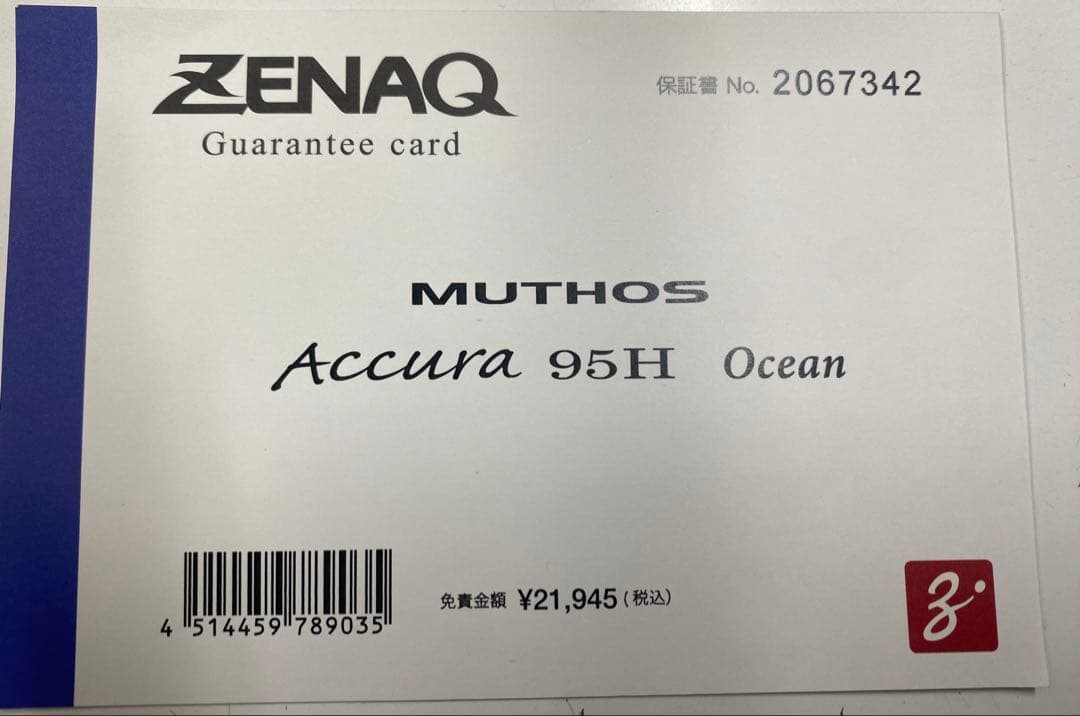 ZENAQ
Guarantee card
保証書 No. 2067342
MUTHOS
Accura 95H Ocean
4 514459 789035
免責金額 ¥21,945（税込）